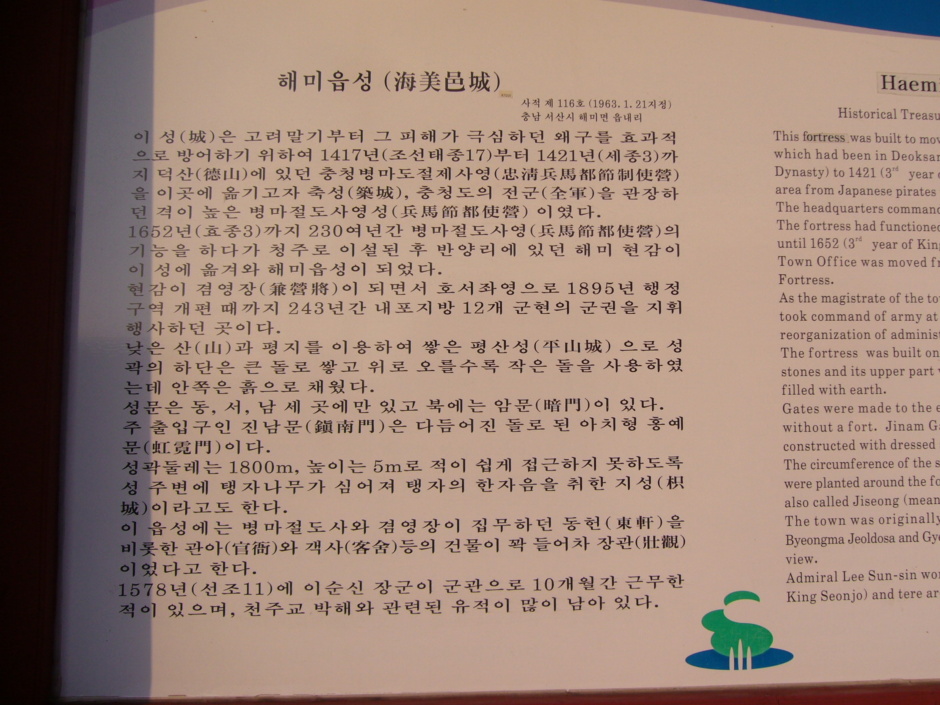 해미읍성 (海美邑城)
사적 제 116호 (1963. 1. 21지정)
충남 서산시 해미면 읍내리
이 성(城)은 고려말기부터 그 피해가 극심하던 왜구를 효과적
으로 방어하기 위하여 1417년(조선태종17)부터 1421년(세종3)까
지 덕산(德山)에 있던 충청병마도절제사영(忠淸兵馬都節制使營)
을 이곳에 옮기고자 축성(築城), 충청도의 전군(全軍)을 관장하
던 격이 높은 병마절도사영성(兵馬節都使營) 이였다.
1652년(효종3)까지 230여년간 병마절도사영(兵馬節都使營)의
기능을 하다가 청주로 이설된 후 반양리에 있던 해미 현감이
이 성에 옮겨와 해미읍성이 되었다.
현감이 겸영장(兼營將)이 되면서 호서좌영으로 1895년 행정
구역 개편 때까지 243년간 내포지방 12개 군현의 군권을 지휘
행사하던 곳이다.
낮은 산(山)과 평지를 이용하여 쌓은 평산성(平山城) 으로 성
곽의 하단은 큰 돌로 쌓고 위로 오를수록 작은 돌을 사용하였
는데 안쪽은 흙으로 채웠다.
성문은 동, 서, 남 세 곳에만 있고 북에는 암문(暗門)이 있다.
주 출입구인 진남문(鎭南門)은 다듬어진 돌로 된 아치형 홍예
문(虹霓門)이다.
성곽둘레는 1800m, 높이는 5m로 적이 쉽게 접근하지 못하도록
성 주변에 탱자나무가 심어져 탱자의 한자음을 취한 지성(枳
城)이라고도 한다.
이 읍성에는 병마절도사와 겸영장이 집무하던 동헌(東軒)을
비롯한 관아(官衙)와 객사(客舍)등의 건물이 꽉 들어차 장관(壯觀)
이었다고 한다.
1578년(선조11)에 이순신 장군이 군관으로 10개월간 근무한
적이 있으며, 천주교 박해와 관련된 유적이 많이 남아 있다.
Haem
Historical Treasu
This fortress was built to mov
which had been in Deoksan
Dynasty) to 1421 (3rd year o
area from Japanese pirates
The headquarters command
The fortress had functioned
until 1652 (3rd year of King
Town Office was moved fr
Fortress.
As the magistrate of the to
took command of army at
reorganization of adminis
The fortress was built on
stones and its upper part
filled with earth.
Gates were made to the e
without a fort. Jinam Ga
constructed with dressed
The circumference of the s
were planted around the fo
also called Jiseong (mean
The town was originally
Byeongma Jeoldosa and Gye
view.
Admiral Lee Sun-sin wor
King Seonjo) and tere ar